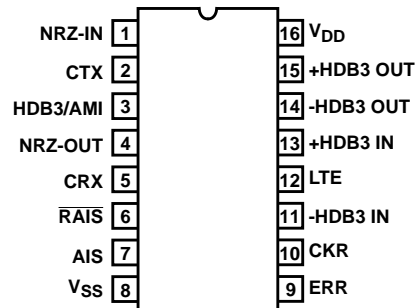 NRZ-IN 1 16 VDD
CTX 2 15 +HDB3 OUT
HDB3/AMI 3 14 -HDB3 OUT
NRZ-OUT 4 13 +HDB3 IN
CRX 5 12 LTE
RAIS 6 11 -HDB3 IN
AIS 7 10 CKR
VSS 8 9 ERR